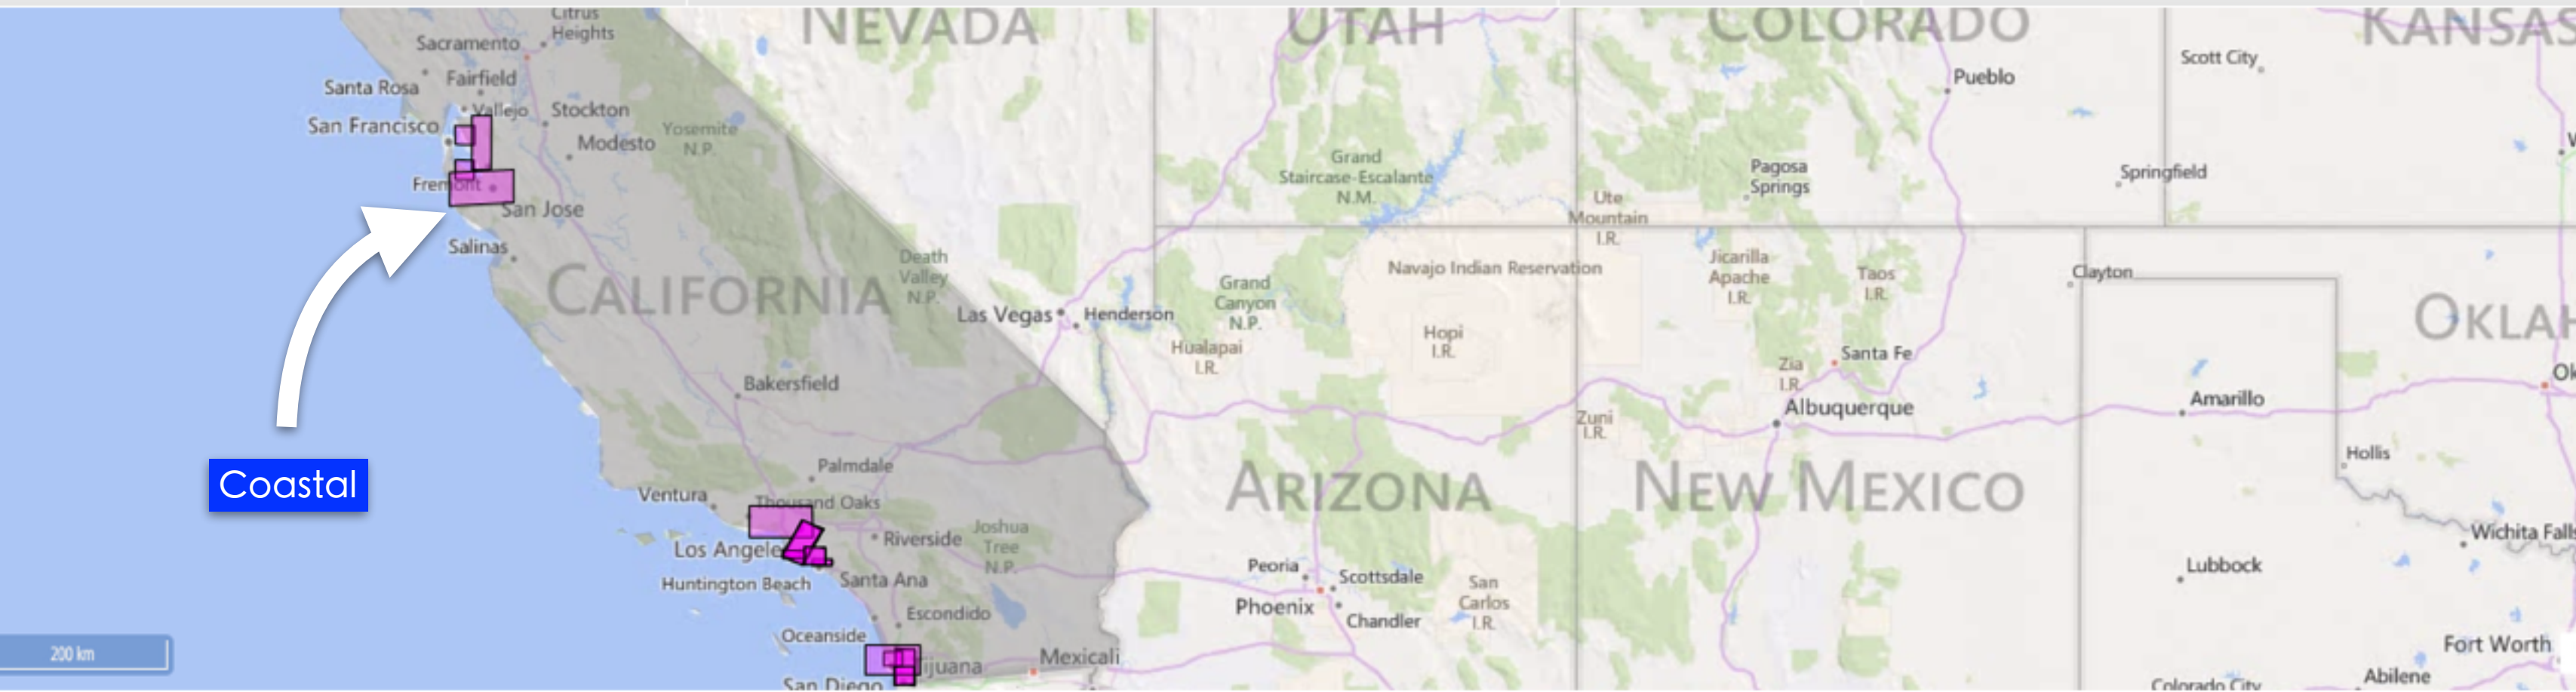 NEVADA
UTAH
COLORADO
KANSAS
Citrus
Heights
Sacramento
Scott City
Fairfield
Pueblo
Santa Rosa
Vallejo
Stockton
San Francisco
Yosemite
N.P.
Modesto
Grand
Staircase-Escalante
N.M.
Pagosa
Springs
Springfield
Fremont
Ute
Mountain
I.R.
San Jose
Salinas
Death
Valley
N.P.
Navajo Indian Reservation
Jicarilla
Apache
I.R.
Taos
I.R.
Clayton
CALIFORNIA
Grand
Canyon
N.P.
Las Vegas
Henderson
OKLAH
Hopi
I.R.
Hualapai
I.R.
Santa Fe
Zia
I.R.
Ok
Bakersfield
Albuquerque
Amarillo
Zuni
I.R.
Hollis
Palmdale
Coastal
Ventura
Thousand Oaks
ARIZONA
NEW MEXICO
Joshua
Tree
N.P.
Riverside
Wichita Falls
Los Angele
Huntington Beach
Santa Ana
Peoria
Scottsdale
San
Carlos
I.R.
Lubbock
Phoenix
Chandler
Escondido
Oceanside
200 km
Fort Worth
Mexicali
ijuana
Abilene
San Diego
Colorado City